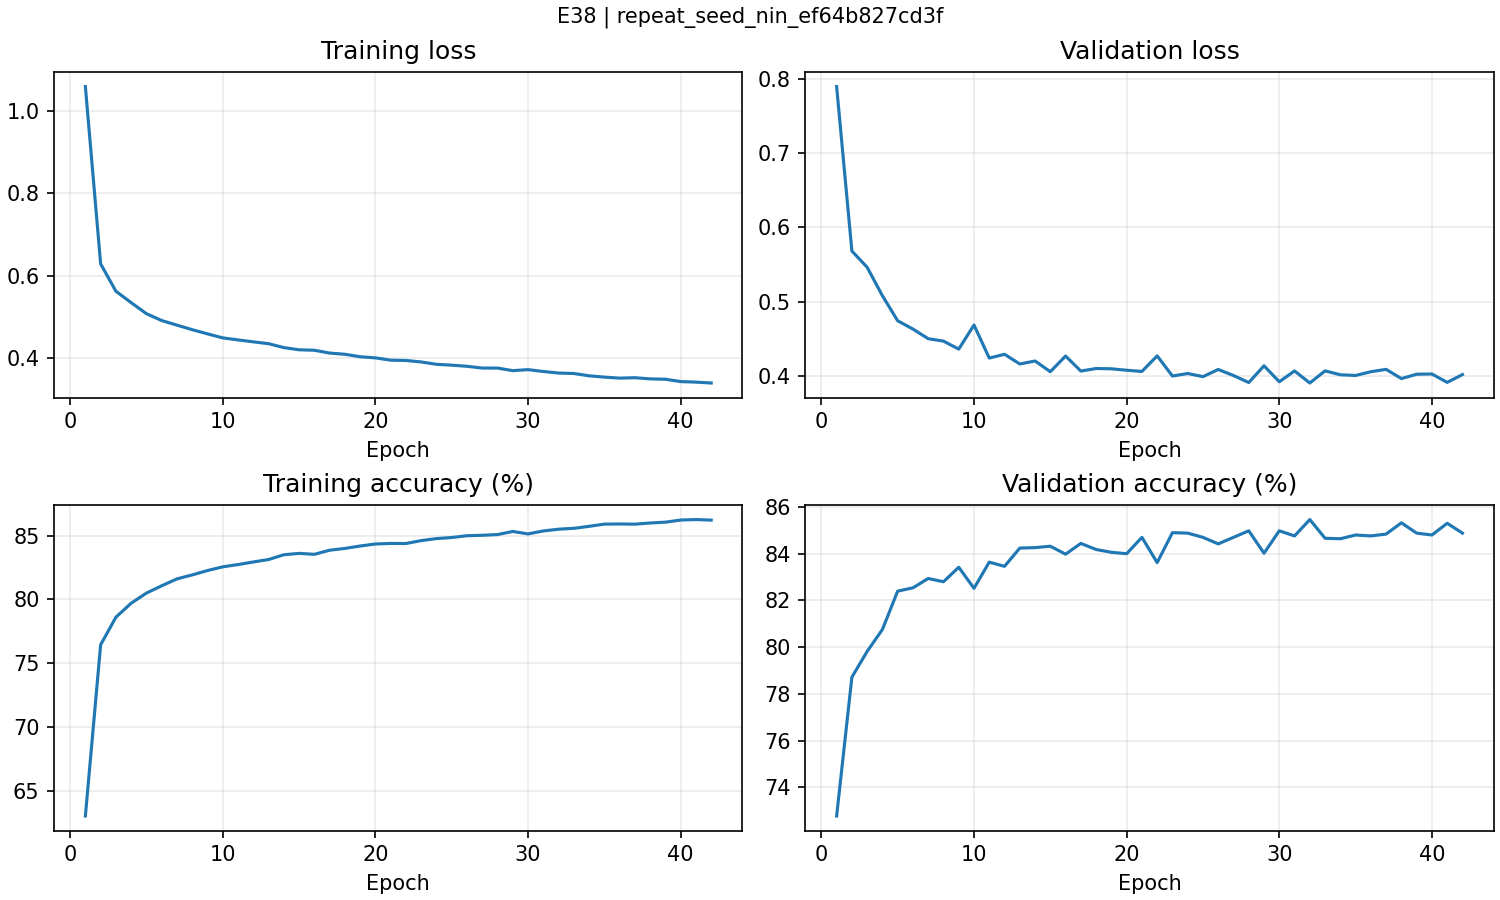 E38 | repeat_seed_nin_ef64b827cd3f
Training loss
1.0
0.8
0.6
0.4
0 10 20 30 40
Epoch
Validation loss
0.8
0.7
0.6
0.5
0.4
0 10 20 30 40
Epoch
Training accuracy (%)
85
80
75
70
65
0 10 20 30 40
Epoch
Validation accuracy (%)
86
84
82
80
78
76
74
0 10 20 30 40
Epoch